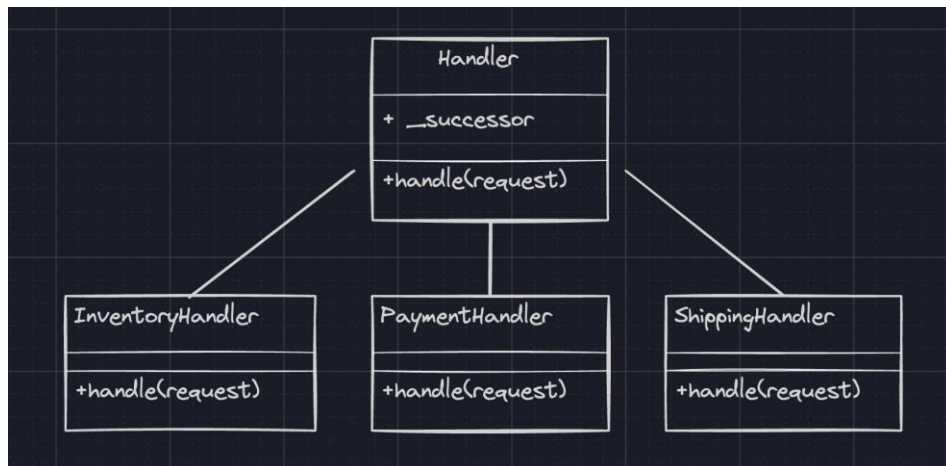 Handler
+ _successor
+handle(request)
InventoryHandler
+handle(request)
PaymentHandler
+handle(request)
ShippingHandler
+handle(request)